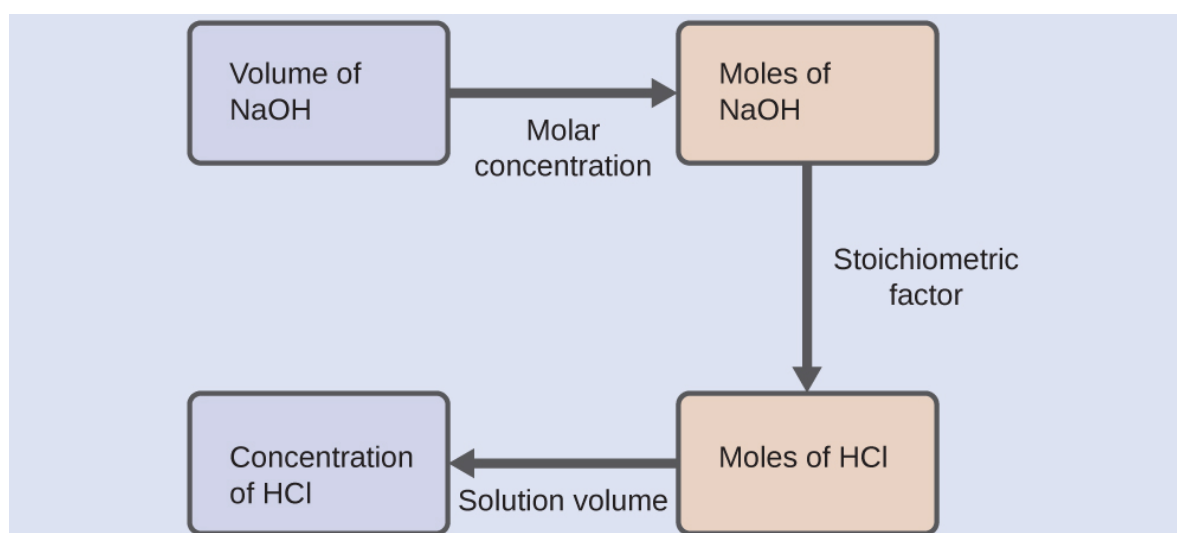 Volume of
NaOH
Molar
concentration
Moles of
NaOH
Stoichiometric
factor
Moles of HCl
Solution volume
Concentration
of HCl